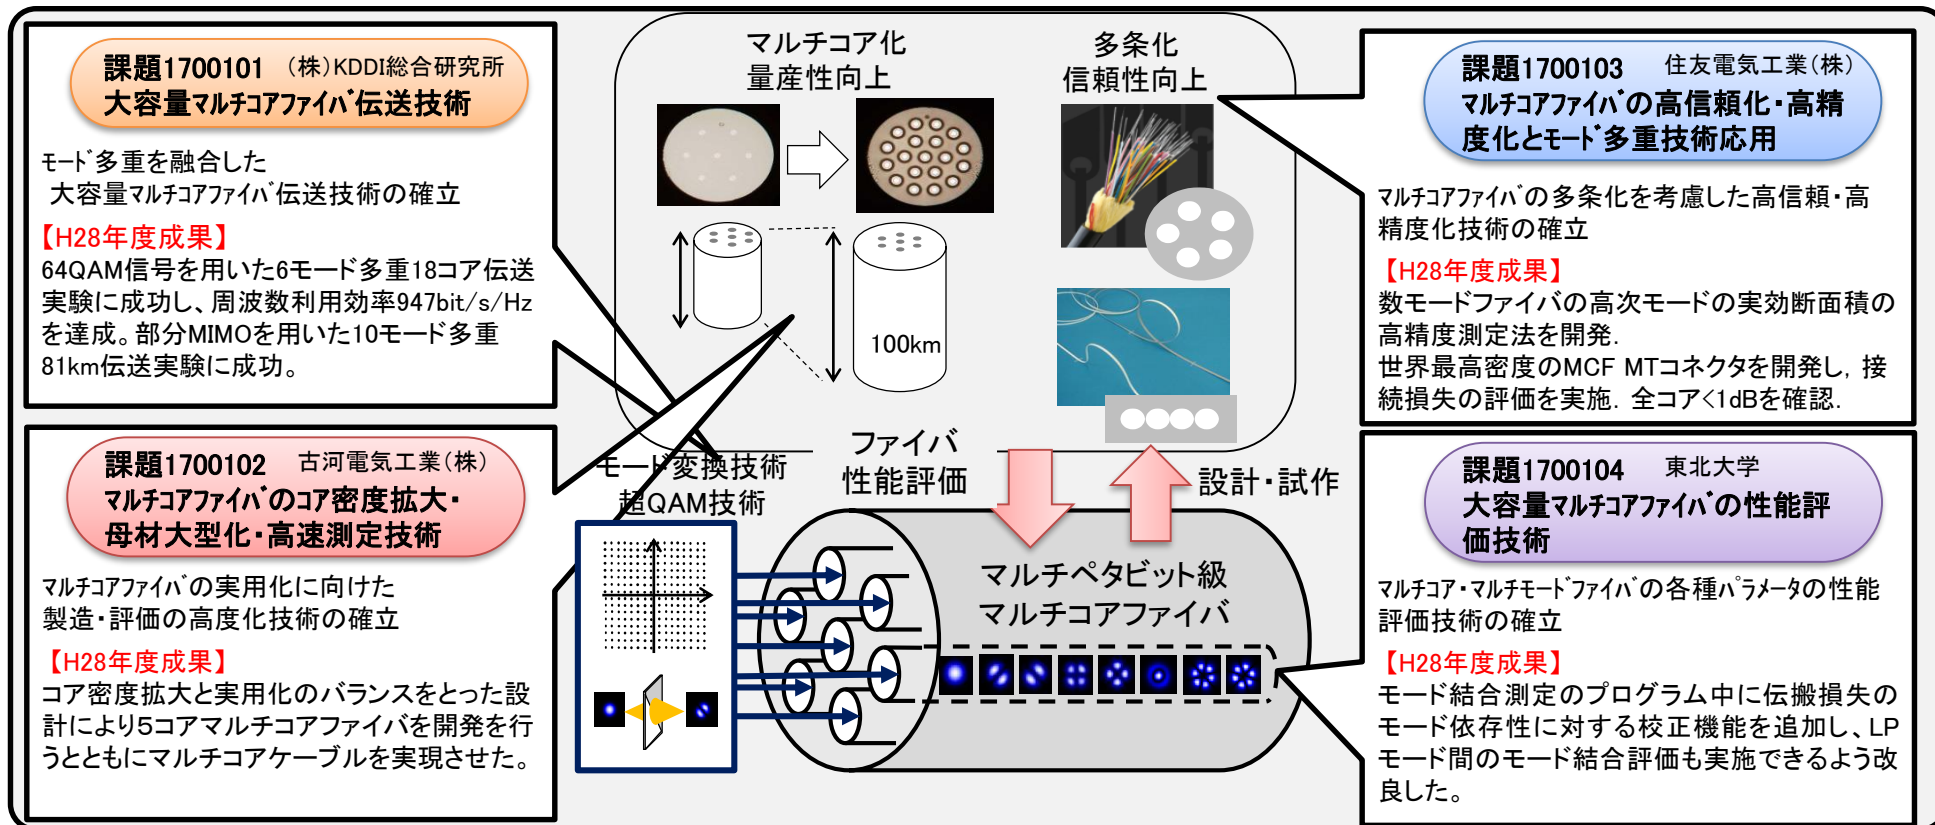 課題1700101 (株)KDDI総合研究所
大容量マルチコアファイバ伝送技術
モード多重を融合した
大容量マルチコアファイバ伝送技術の確立
【H28年度成果】
64QAM信号を用いた6モード多重18コア伝送
実験に成功し、周波数利用効率947bit/s/Hz
を達成。部分MIMOを用いた10モード多重
81km伝送実験に成功。
課題1700102 古河電気工業(株)
マルチコアファイバのコア密度拡大・
母材大型化・高速測定技術
マルチコアファイバの実用化に向けた
製造・評価の高度化技術の確立
【H28年度成果】
コア密度拡大と実用化のバランスをとった設
計により5コアマルチコアファイバを開発を行
うとともにマルチコアケーブルを実現させた。
マルチコア化
量産性向上
多条化
信頼性向上
100km
モード変換技術
超QAM技術
ファイバ
性能評価
設計・試作
マルチペタビット級
マルチコアファイバ
課題1700103 住友電気工業(株)
マルチコアファイバの高信頼化・高精
度化とモード多重技術応用
マルチコアファイバの多条化を考慮した高信頼・高
精度化技術の確立
【H28年度成果】
数モードファイバの高次モードの実効断面積の
高精度測定法を開発.
世界最高密度のMCF MTコネクタを開発し, 接
続損失の評価を実施. 全コア<1dBを確認.
課題1700104 東北大学
大容量マルチコアファイバの性能評
価技術
マルチコア・マルチモードファイバの各種パラメータの性能
評価技術の確立
【H28年度成果】
モード結合測定のプログラム中に伝搬損失の
モード依存性に対する校正機能を追加し、LP
モード間のモード結合評価も実施できるよう改
良した。